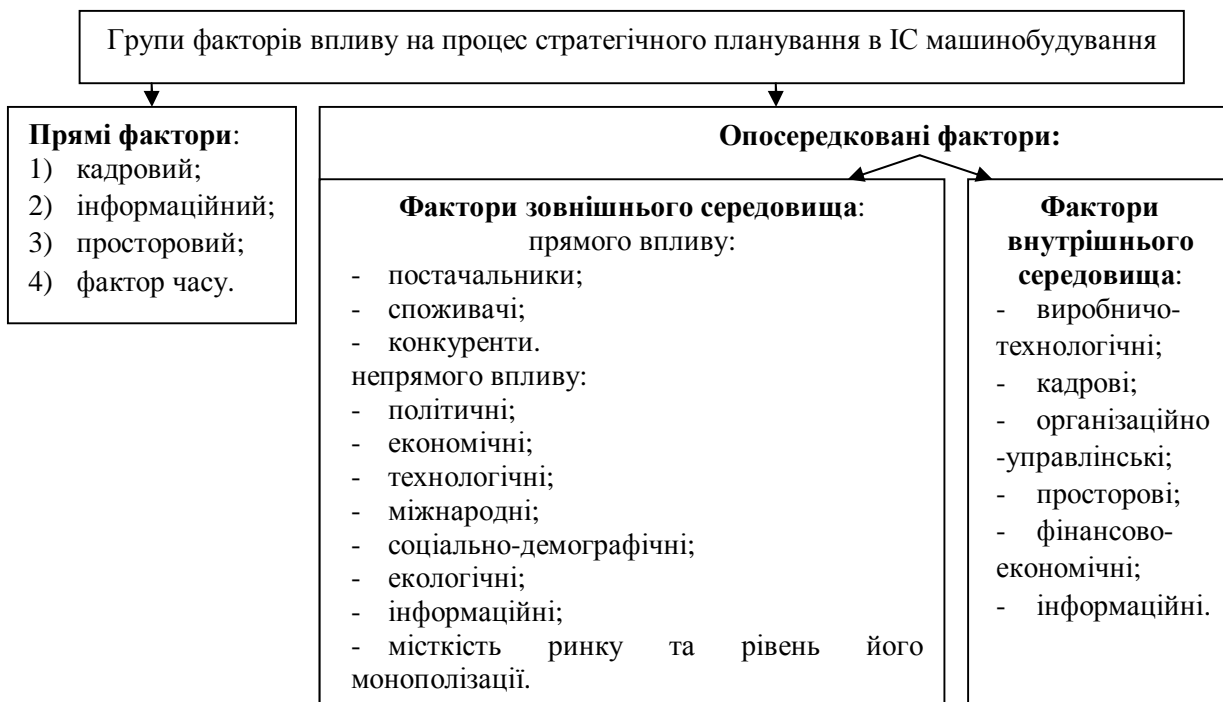 Групи факторів впливу на процес стратегічного планування в ІС машинобудування
Прямі фактори:
1) кадровий;
2) інформаційний;
3) просторовий;
4) фактор часу.
Опосередковані фактори:
Фактори зовнішнього середовища:
прямого впливу:
- постачальники;
- споживачі;
- конкуренти.
непрямого впливу:
- політичні;
- економічні;
- технологічні;
- міжнародні;
- соціально-демографічні;
- екологічні;
- інформаційні;
- місткість ринку та рівень його
монополізації.
Фактори
внутрішнього
середовища:
- виробничо-
технологічні;
- кадрові;
- організаційно
-управлінські;
- просторові;
- фінансово-
економічні;
- інформаційні.